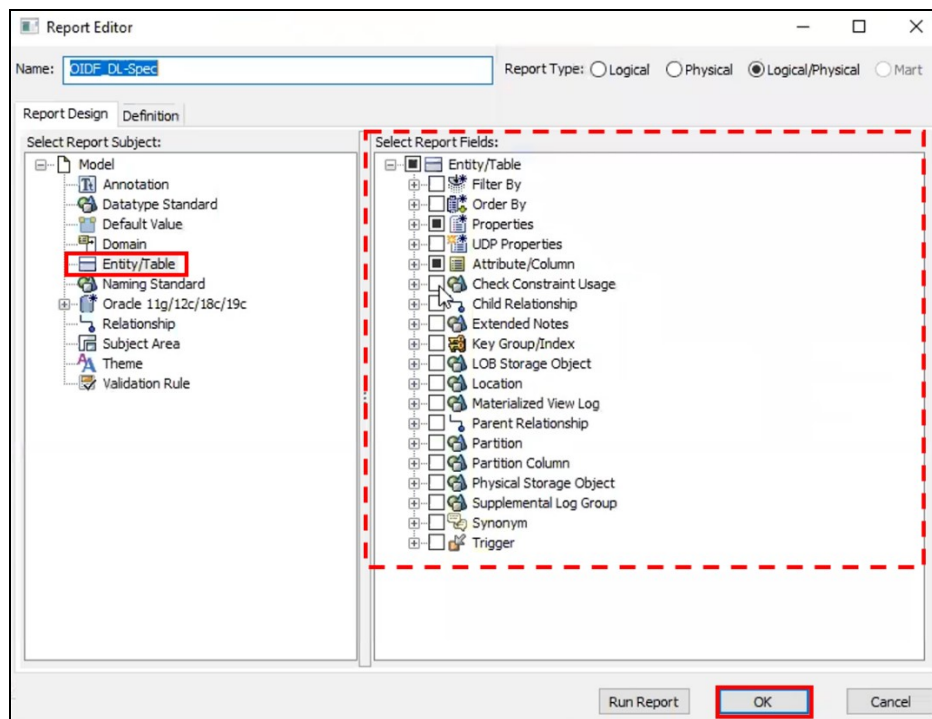 Report Editor
Name: OIDF_DL-Spec Report Type: Logical Physical Logical/Physical Mart
Report Design Definition
Select Report Subject:
Model
Annotation
Datatype Standard
Default Value
Domain
Entity/Table
Naming Standard
Oracle 11g/12c/18c/19c
Relationship
Subject Area
Theme
Validation Rule
Select Report Fields:
Entity/Table
Filter By
Order By
Properties
UDP Properties
Attribute/Column
Check Constraint Usage
Child Relationship
Extended Notes
Key Group/Index
LOB Storage Object
Location
Materialized View Log
Parent Relationship
Partition
Partition Column
Physical Storage Object
Supplemental Log Group
Synonym
Trigger
Run Report OK Cancel